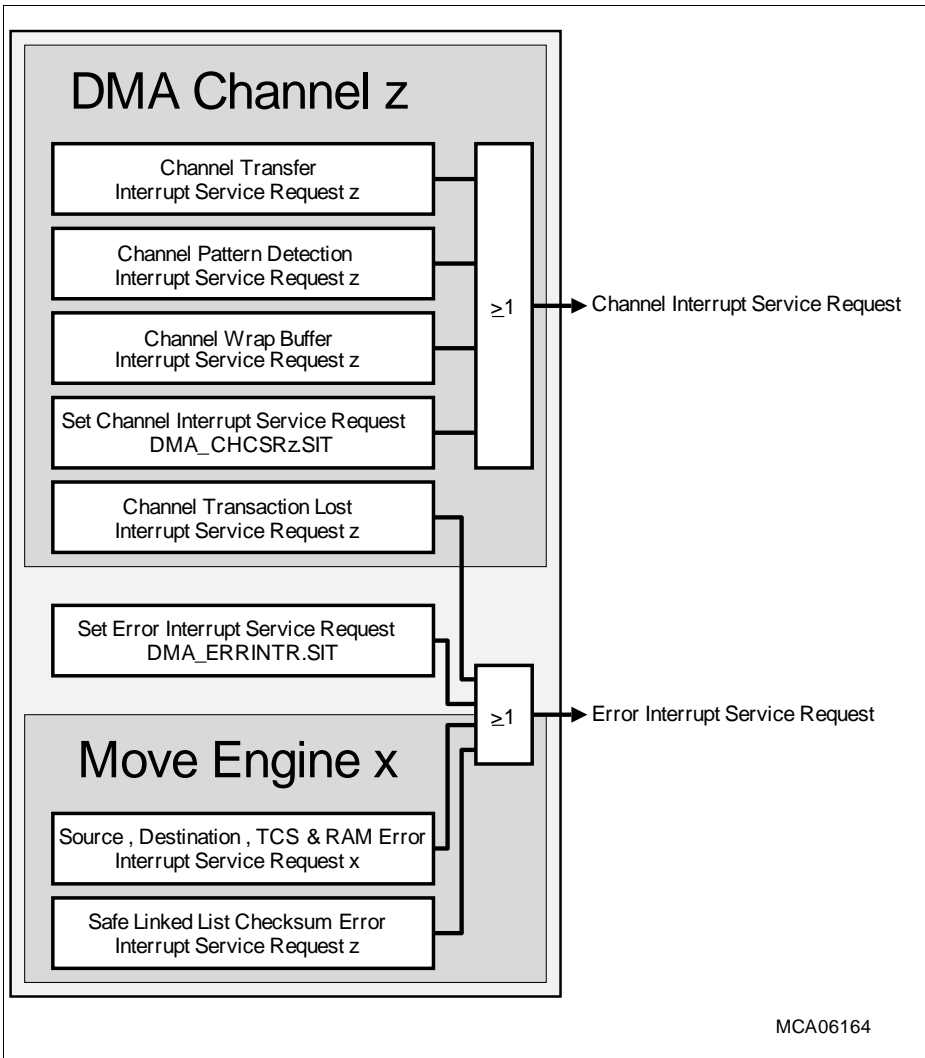 DMA Channel z
Channel Transfer
Interrupt Service Request z
Channel Pattern Detection
Interrupt Service Request z
Channel Wrap Buffer
Interrupt Service Request z
Set Channel Interrupt Service Request
DMA_CHCSRz.SIT
≥1
Channel Interrupt Service Request
Channel Transaction Lost
Interrupt Service Request z
Set Error Interrupt Service Request
DMA_ERRINTR.SIT
≥1
Error Interrupt Service Request
Move Engine x
Source , Destination , TCS & RAM Error
Interrupt Service Request x
Safe Linked List Checksum Error
Interrupt Service Request z
MCA06164